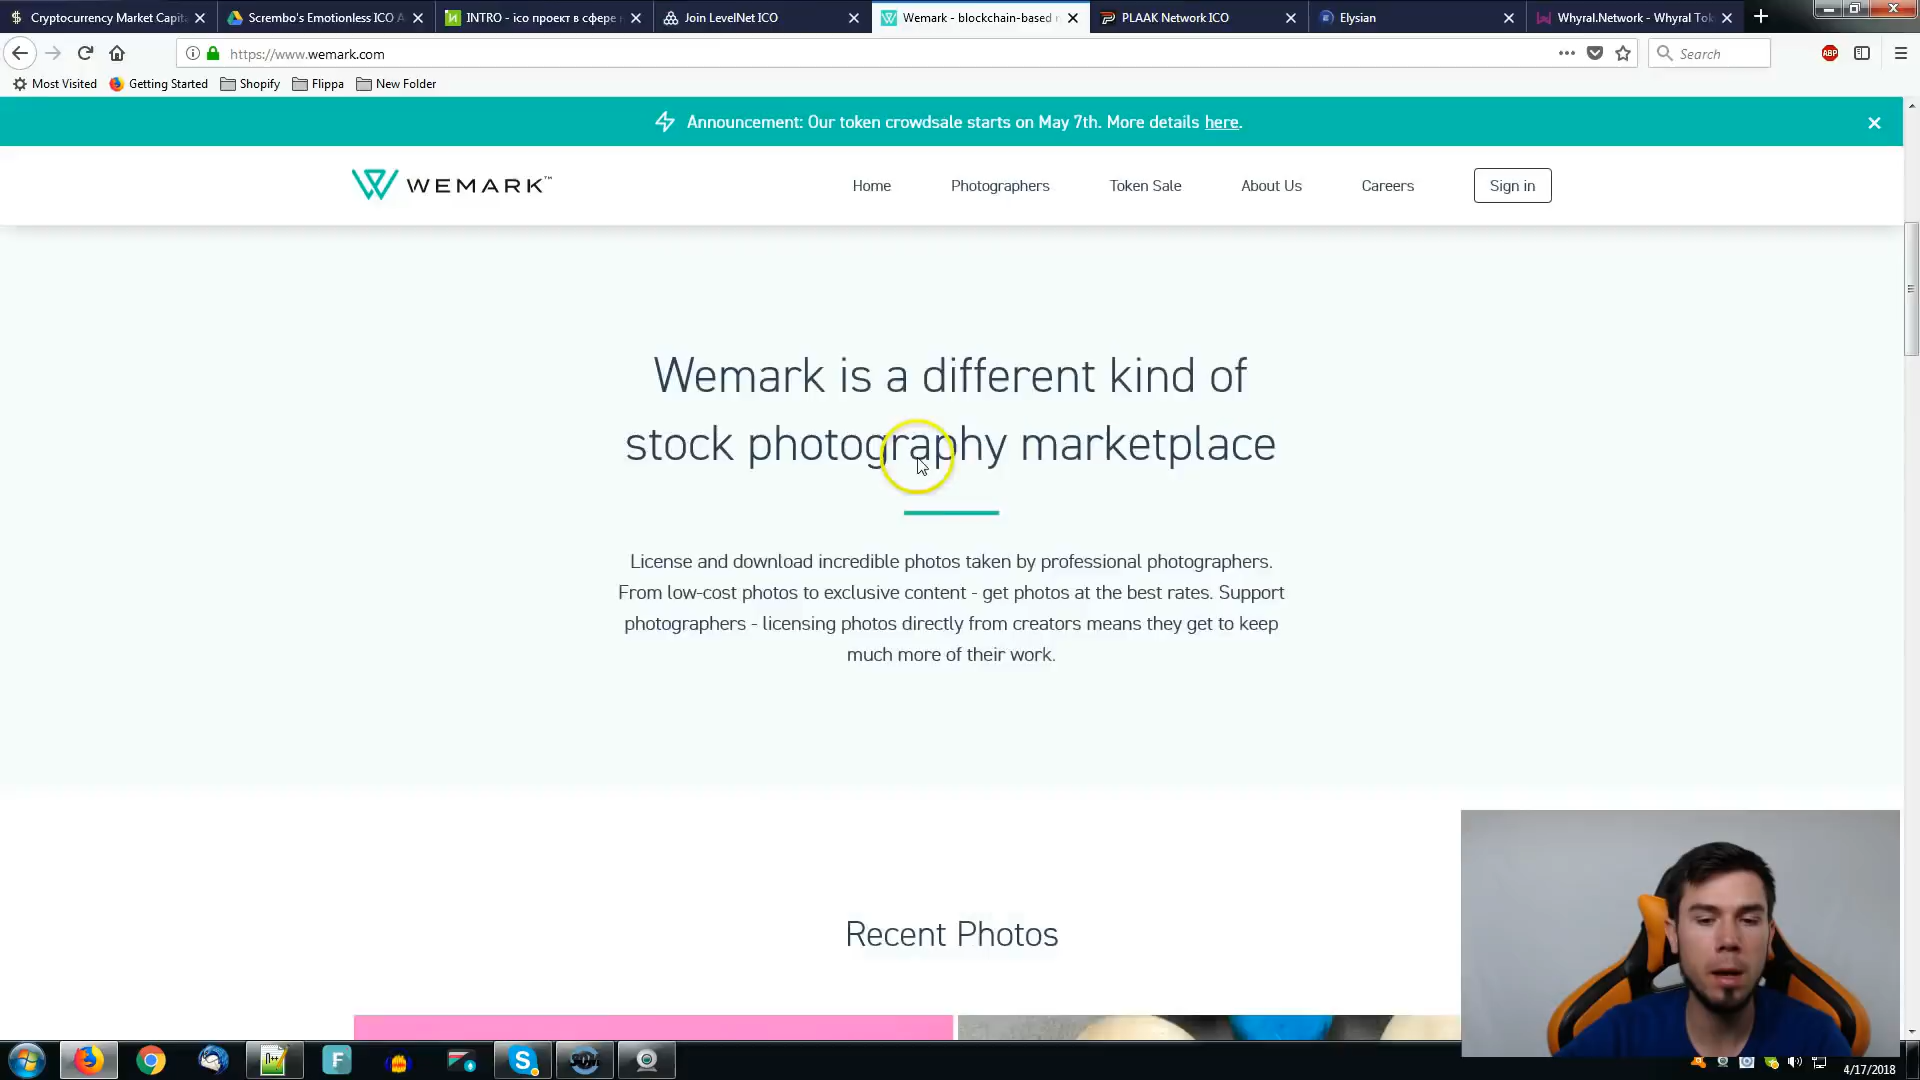 Cryptocurrency Market Capit
Scrembo's Emotionless ICO A
INTRO - ico проект в сфере
Join LevelNet ICO
Wemark - blockchain-based
PLAAK Network ICO
Elysian
Whyral.Network - Whyral Tok
https://www.wemark.com
Search
ABP
Most Visited
Getting Started
Shopify
Flippa
New Folder
Announcement: Our token crowdsale starts on May 7th. More details here.
WEMARK™
Home
Photographers
Token Sale
About Us
Careers
Sign in
Wemark is a different kind of
stock photography marketplace
License and download incredible photos taken by professional photographers.
From low-cost photos to exclusive content - get photos at the best rates. Support
photographers - licensing photos directly from creators means they get to keep
much more of their work.
Recent Photos
4/17/2018